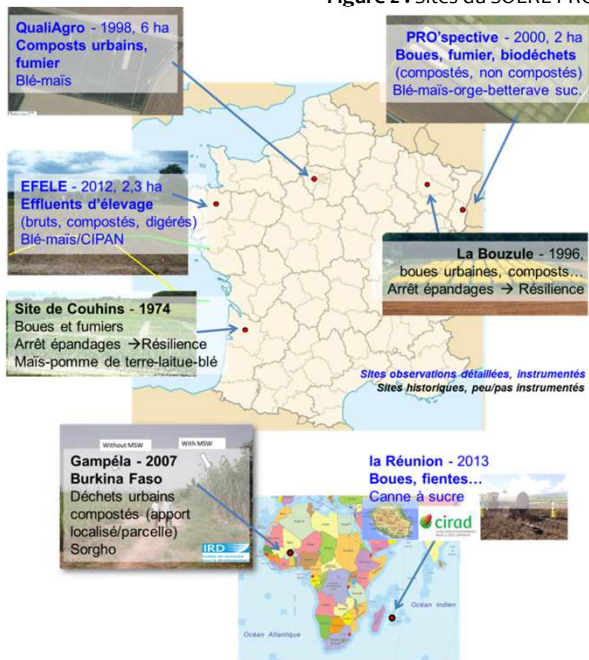 Figure 2 : Sites du SOERE PRO
QualiAgro - 1998, 6 ha
Composts urbains,
fumier
Blé-maïs
PRO'spective - 2000, 2 ha
Boues, fumier, biodéchets
(compostés, non compostés)
Blé-maïs-orge-betterave suc.
EFELE - 2012, 2,3 ha
Effluents d'élevage
(bruts, compostés, digérés)
Blé-maïs/CIPAN
La Bouzule - 1996,
boues urbaines, composts…
Arrêt épandages → Résilience
Site de Couhins - 1974
Boues et fumiers
Arrêt épandages →Résilience
Maïs-pomme de terre-laitue-blé
Sites observations détaillées, instrumentés
Sites historiques, peu/pas instrumentés
Without MSW
With MSW
Gampéla - 2007
Burkina Faso
Déchets urbains
compostés (apport
localisé/parcelle)
Sorgho
IRD
la Réunion - 2013
Boues, fientes…
Canne à sucre
cirad
Océan Indien
Océan Atlantique